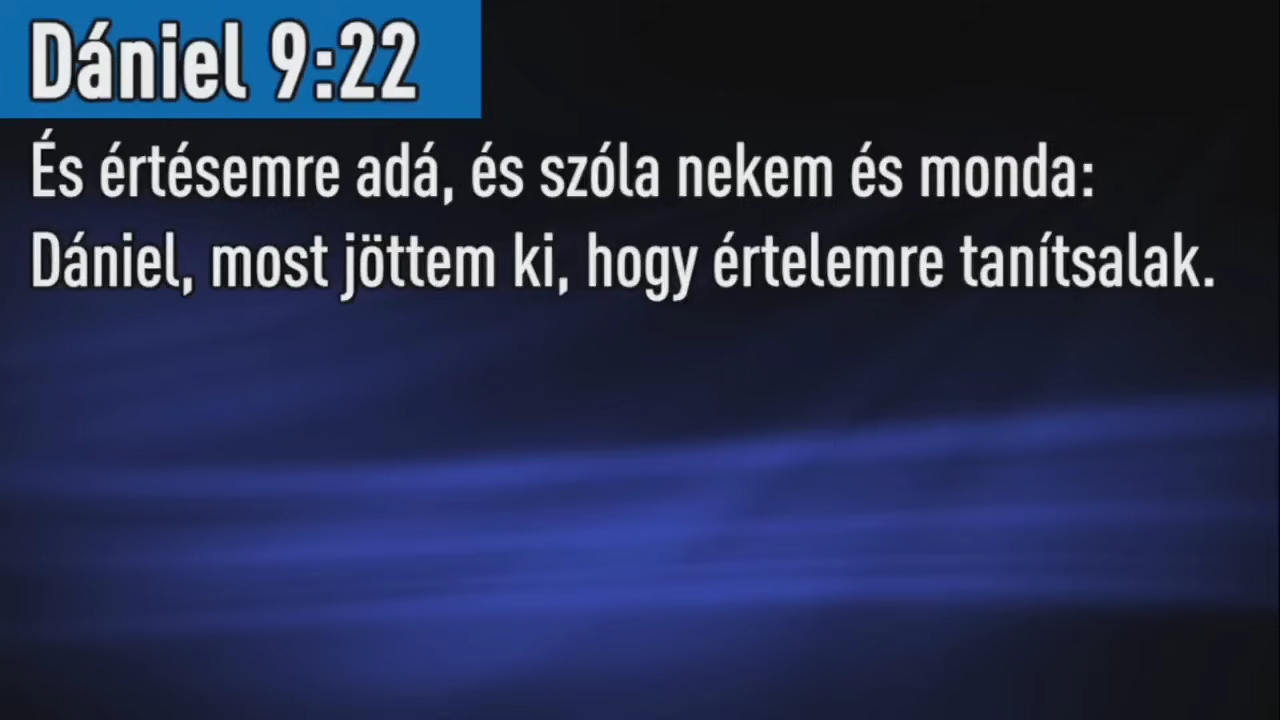 Dániel 9:22
És értésemre adá, és szóla nekem és monda:
Dániel, most jöttem ki, hogy értelemre tanítsalak.